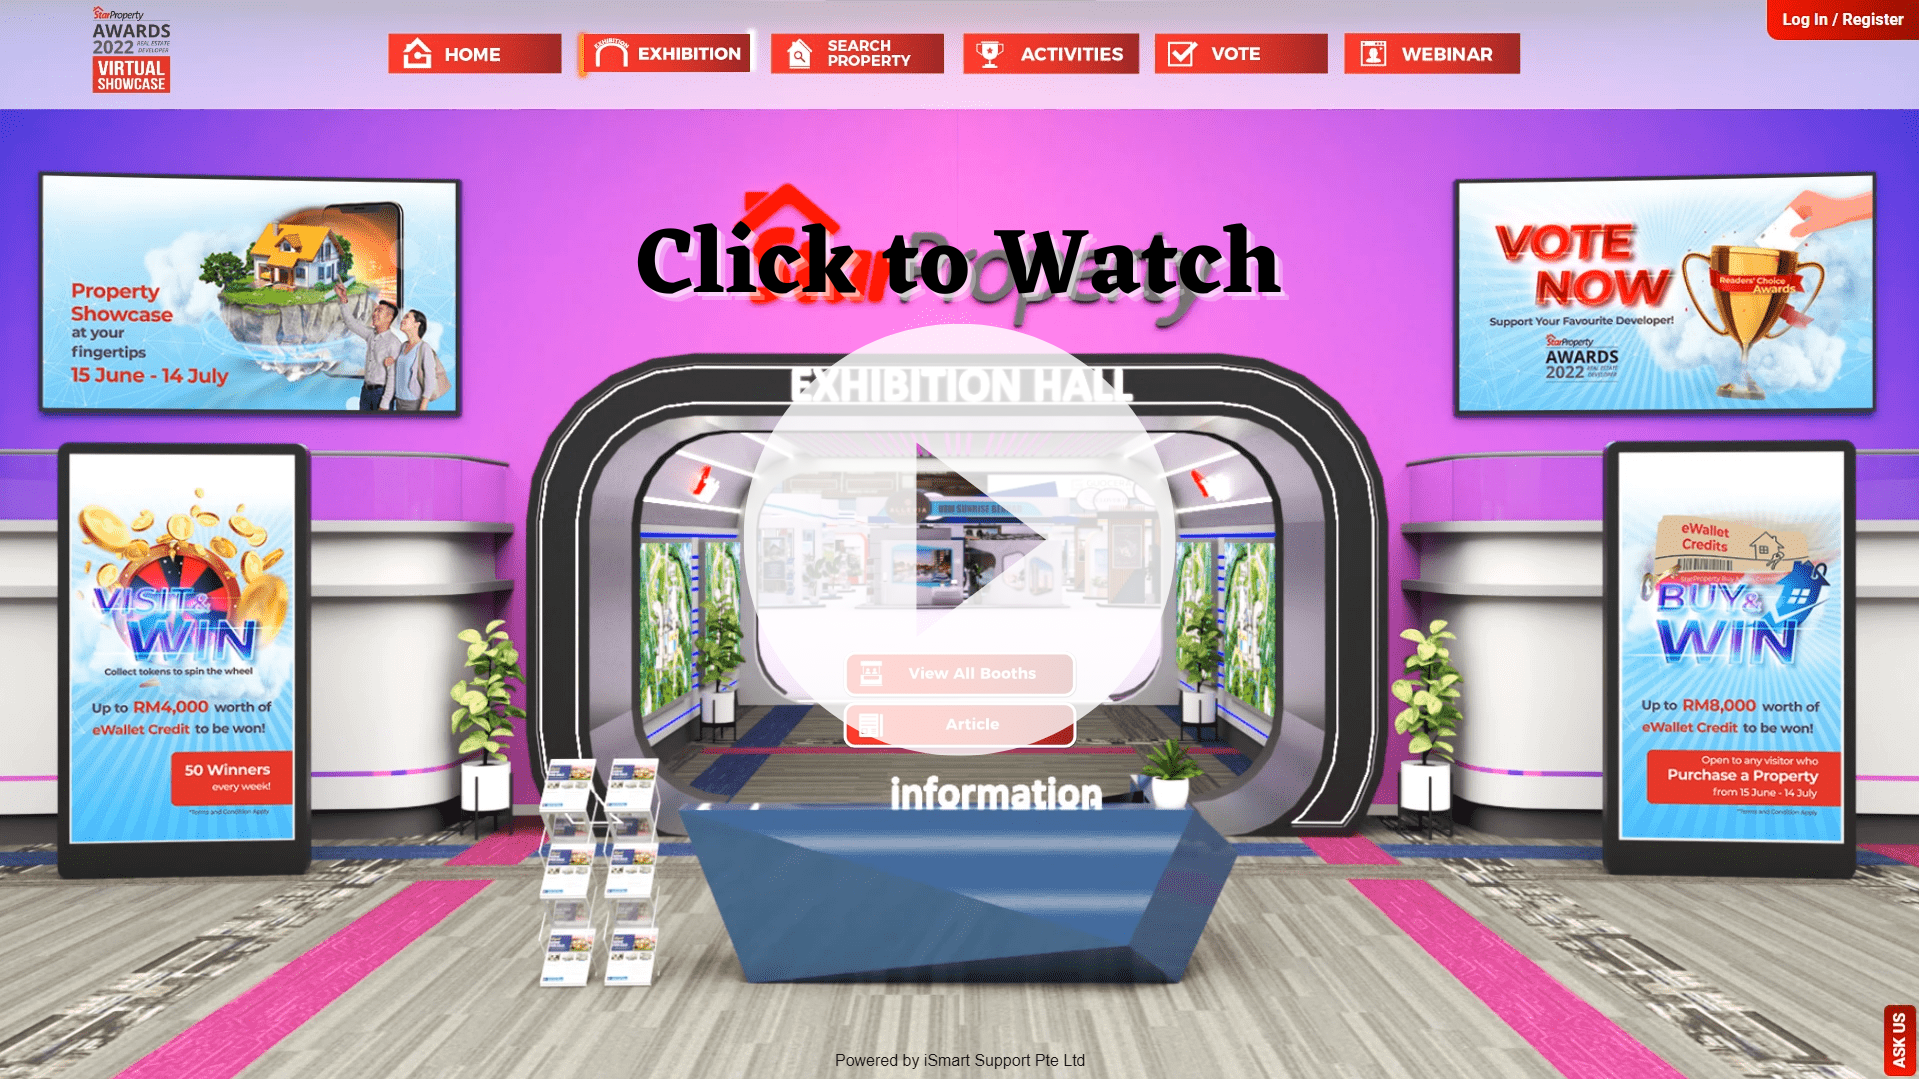 StarProperty
AWARDS
2022 REAL ESTATE DEVELOPER
VIRTUAL
SHOWCASE
HOME
EXHIBITION
EXHIBITION
SEARCH
PROPERTY
ACTIVITIES
VOTE
WEBINAR
Log In / Register
StarProperty
Click to Watch
Property
Showcase
at your
fingertips
15 June - 14 July
VOTE
NOW
Readers' Choice
Awards
Support Your Favourite Developer!
StarProperty
AWARDS
2022 REAL ESTATE
DEVELOPER
EXHIBITION HALL
VISIT &
WIN
Collect tokens to spin the wheel
Up to RM4,000 worth of
eWallet Credit to be won!
50 Winners
every week!
*Terms and Condition Apply
View All Booths
Article
information
eWallet
Credits
BUY &
WIN
Up to RM8,000 worth of
eWallet Credit to be won!
Open to any visitor who
Purchase a Property
from 15 June - 14 July
*Terms and Condition Apply
ASK US
Powered by iSmart Support Pte Ltd